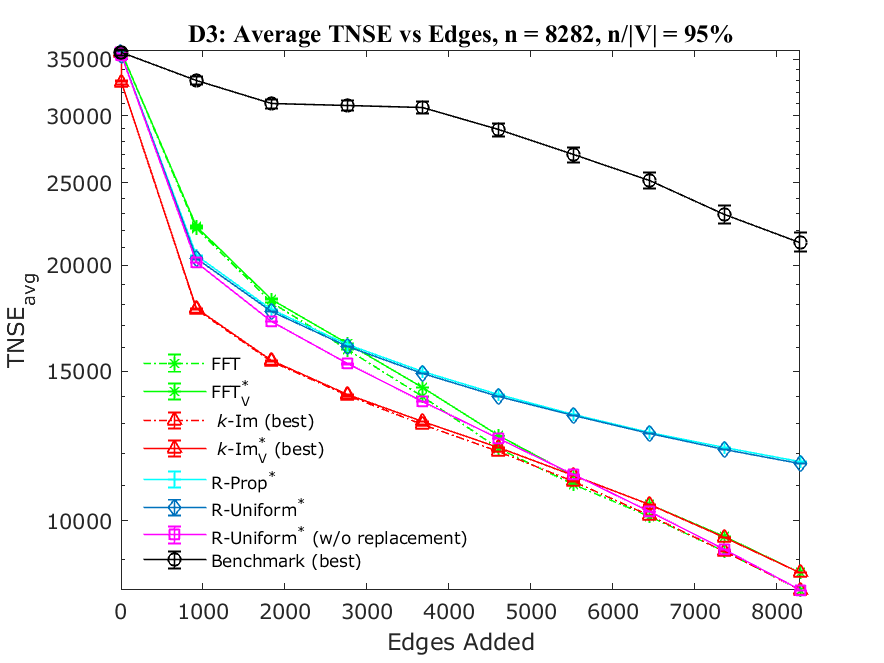 D3: Average TNSE vs Edges, n = 8282, n/|V| = 95%
35000
30000
25000
20000
15000
10000
TNSE_avg
FFT
FFT*_V
k-Im (best)
k-Im*_V (best)
R-Prop*
R-Uniform*
R-Uniform* (w/o replacement)
Benchmark (best)
0 1000 2000 3000 4000 5000 6000 7000 8000
Edges Added